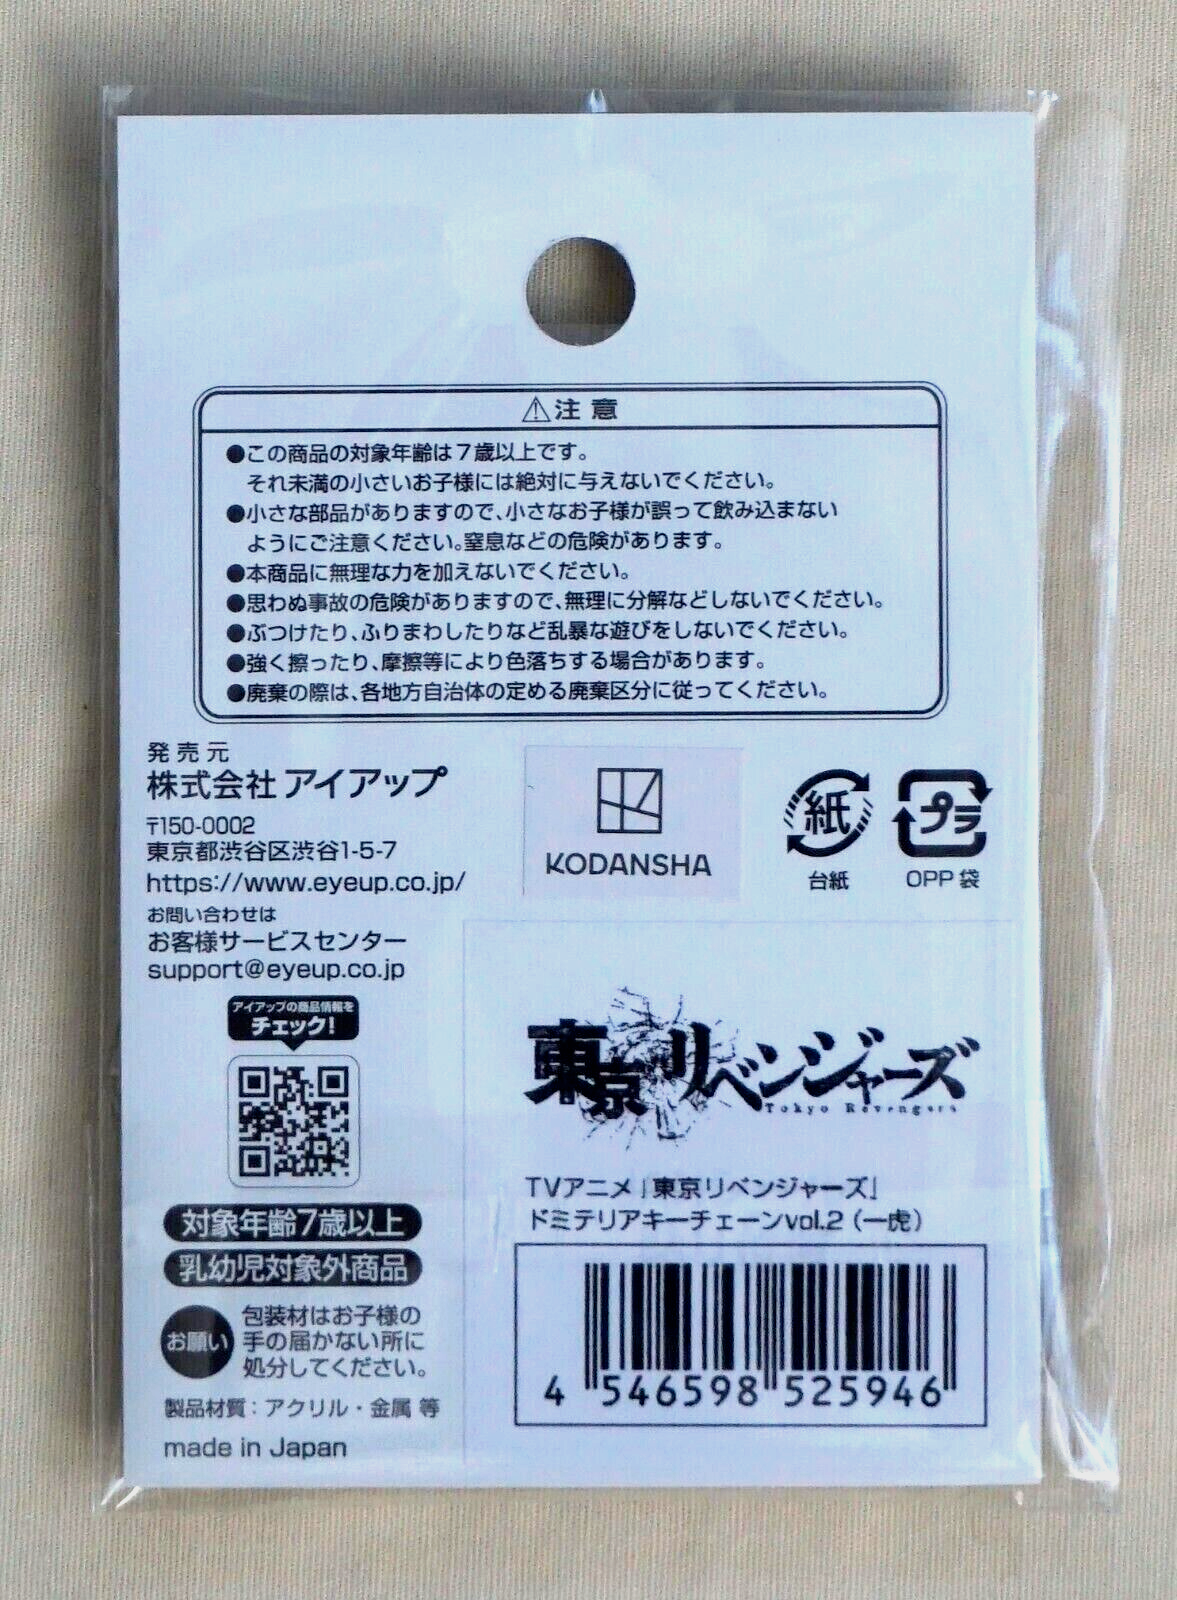 ⚠注意
●この商品の対象年齢は7歳以上です。
それ未満の小さいお子様には絶対に与えないでください。
●小さな部品がありますので、小さなお子様が誤って飲み込まない
ようにご注意ください。窒息などの危険があります。
●本商品に無理な力を加えないでください。
●思わぬ事故の危険がありますので、無理に分解などしないでください。
●ぶつけたり、ふりまわしたりなど乱暴な遊びをしないでください。
●強く擦ったり、摩擦等により色落ちする場合があります。
●廃棄の際は、各地方自治体の定める廃棄区分に従ってください。
発売元
株式会社 アイアップ
〒150-0002
東京都渋谷区渋谷1-5-7
https://www.eyeup.co.jp/
お問い合わせは
お客様サービスセンター
support@eyeup.co.jp
KODANSHA
紙
台紙
プラ
OPP 袋
アイアップの商品情報を
チェック!
対象年齢7歳以上
乳幼児対象外商品
お願い
包装材はお子様の
手の届かない所に
処分してください。
製品材質：アクリル・金属 等
made in Japan
東京リベンジャーズ
Tokyo Revengers
TVアニメ「東京リベンジャーズ」
ドミテリアキーチェーンvol.2（一虎）
4 546598 525946